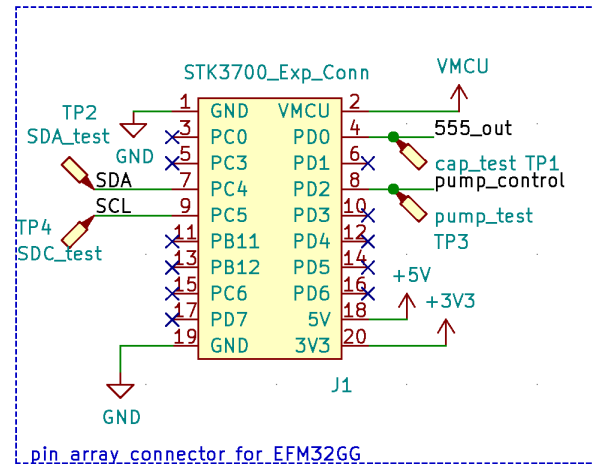 STK3700_Exp_Conn
VMCU
TP2
SDA_test
GND
1 GND VMCU 2
3 PC0 PD0 4
555_out
5 PC3 PD1 6
cap_test TP1
SDA
7 PC4 PD2 8
pump_control
SCL
9 PC5 PD3 10
pump_test
TP4
SDC_test
TP3
11 PB11 PD4 12
13 PB12 PD5 14
15 PC6 PD6 16
+5V
17 PD7 5V 18
+3V3
19 GND 3V3 20
J1
GND
pin array connector for EFM32GG